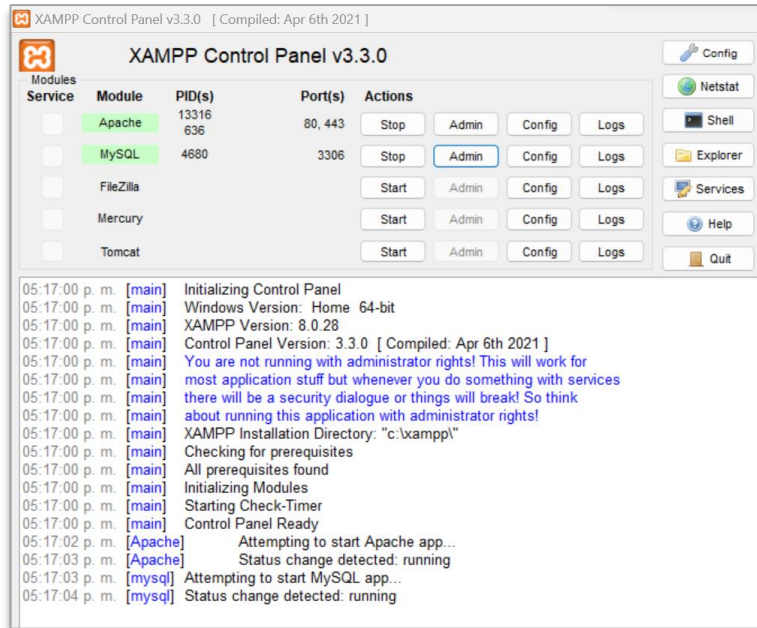 XAMPP Control Panel v3.3.0 [ Compiled: Apr 6th 2021 ]
XAMPP Control Panel v3.3.0
Config
Modules
Service Module PID(s) Port(s) Actions
Netstat
Apache 13316 636 80, 443 Stop Admin Config Logs
Shell
MySQL 4680 3306 Stop Admin Config Logs
Explorer
FileZilla Start Admin Config Logs
Services
Mercury Start Admin Config Logs
Help
Tomcat Start Admin Config Logs
Quit
05:17:00 p. m. [main] Initializing Control Panel
05:17:00 p. m. [main] Windows Version: Home 64-bit
05:17:00 p. m. [main] XAMPP Version: 8.0.28
05:17:00 p. m. [main] Control Panel Version: 3.3.0 [ Compiled: Apr 6th 2021 ]
05:17:00 p. m. [main] You are not running with administrator rights! This will work for
05:17:00 p. m. [main] most application stuff but whenever you do something with services
05:17:00 p. m. [main] there will be a security dialogue or things will break! So think
05:17:00 p. m. [main] about running this application with administrator rights!
05:17:00 p. m. [main] XAMPP Installation Directory: "c:\xampp\"
05:17:00 p. m. [main] Checking for prerequisites
05:17:00 p. m. [main] All prerequisites found
05:17:00 p. m. [main] Initializing Modules
05:17:00 p. m. [main] Starting Check-Timer
05:17:00 p. m. [main] Control Panel Ready
05:17:02 p. m. [Apache] Attempting to start Apache app...
05:17:03 p. m. [Apache] Status change detected: running
05:17:03 p. m. [mysql] Attempting to start MySQL app...
05:17:04 p. m. [mysql] Status change detected: running